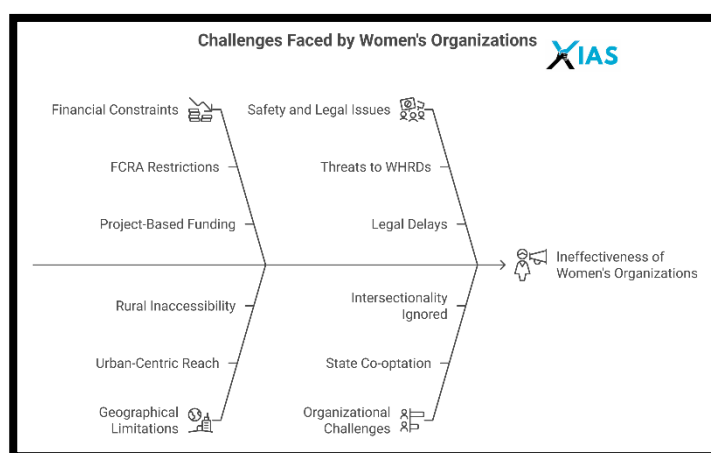 Challenges Faced by Women's Organizations
XIAS
Financial Constraints
Safety and Legal Issues
FCRA Restrictions
Threats to WHRDs
Project-Based Funding
Legal Delays
Ineffectiveness of
Women's Organizations
Rural Inaccessibility
Intersectionality
Ignored
Urban-Centric Reach
State Co-optation
Geographical
Limitations
Organizational
Challenges